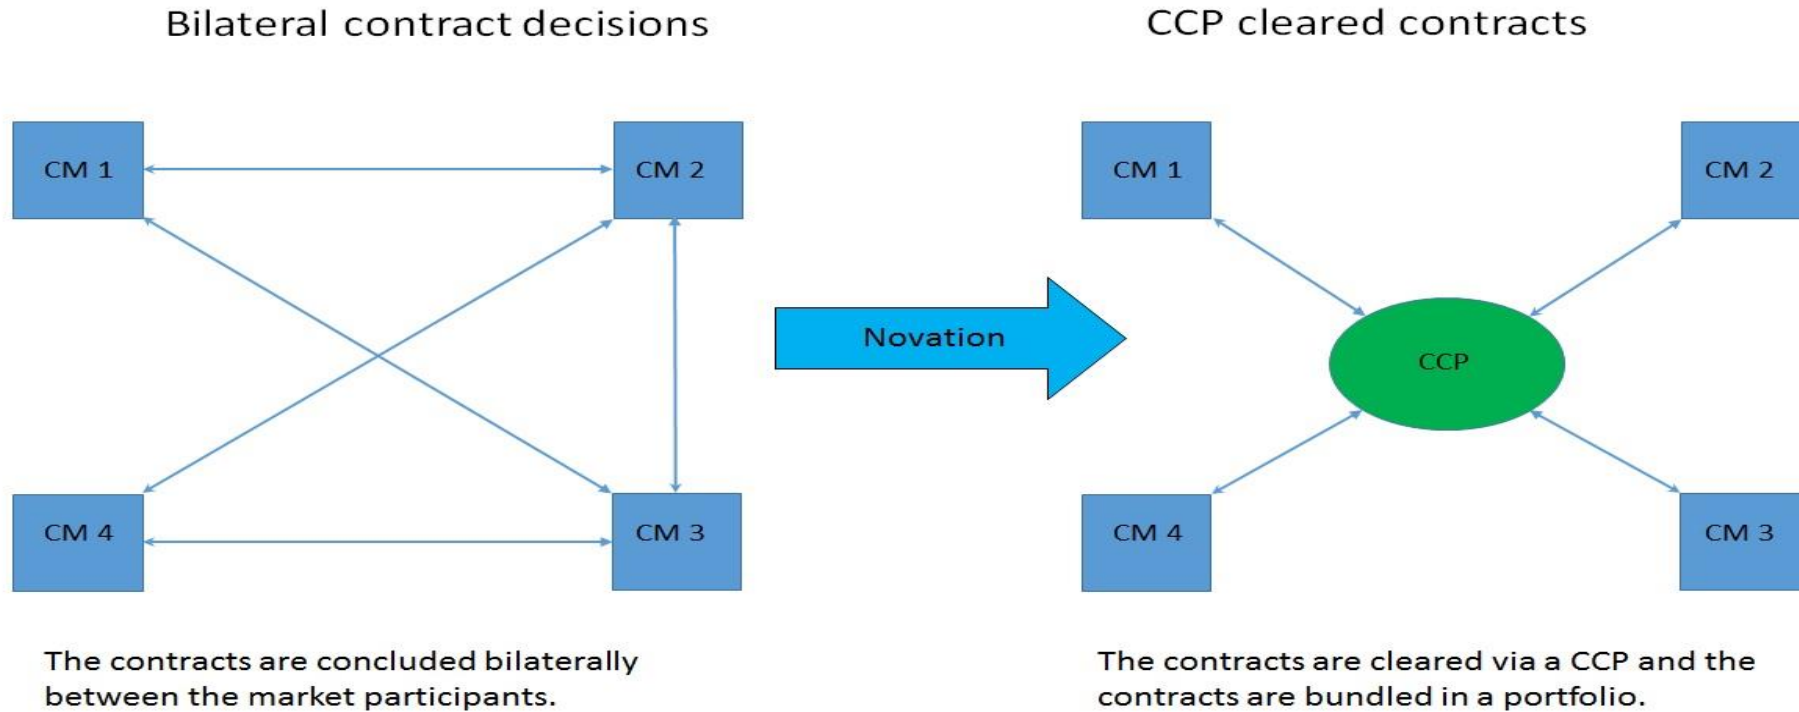 Bilateral contract decisions
CCP cleared contracts
CM 1
CM 2
CM 4
CM 3
Novation
CM 1
CM 2
CCP
CM 4
CM 3
The contracts are concluded bilaterally
between the market participants.
The contracts are cleared via a CCP and the
contracts are bundled in a portfolio.